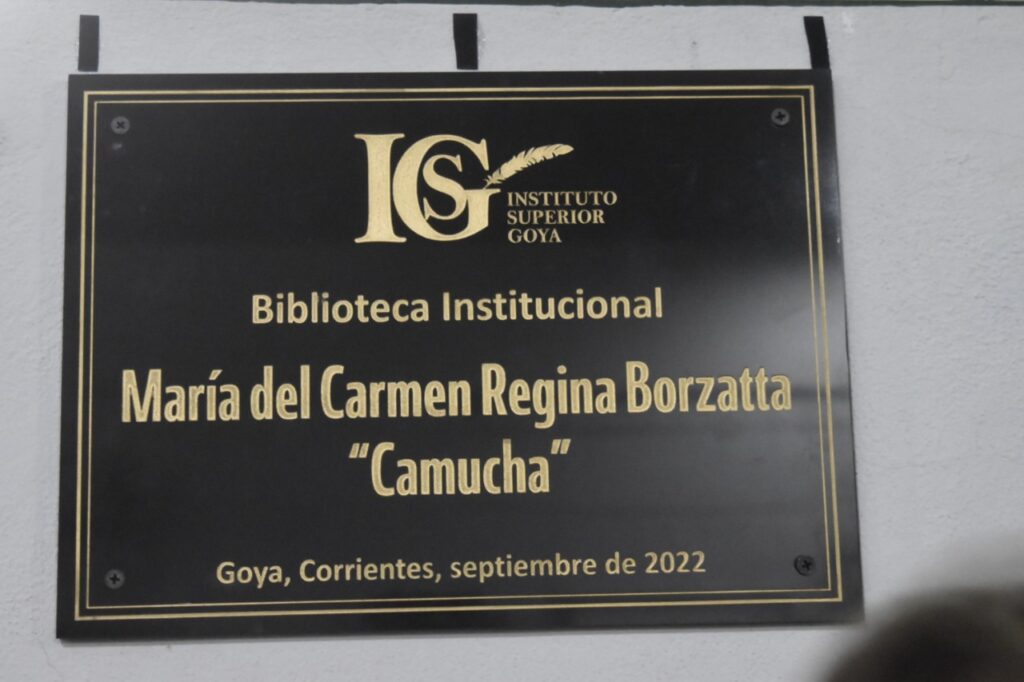 IGS
INSTITUTO
SUPERIOR
GOYA
Biblioteca Institucional
María del Carmen Regina Borzatta
“Camucha”
Goya, Corrientes, septiembre de 2022